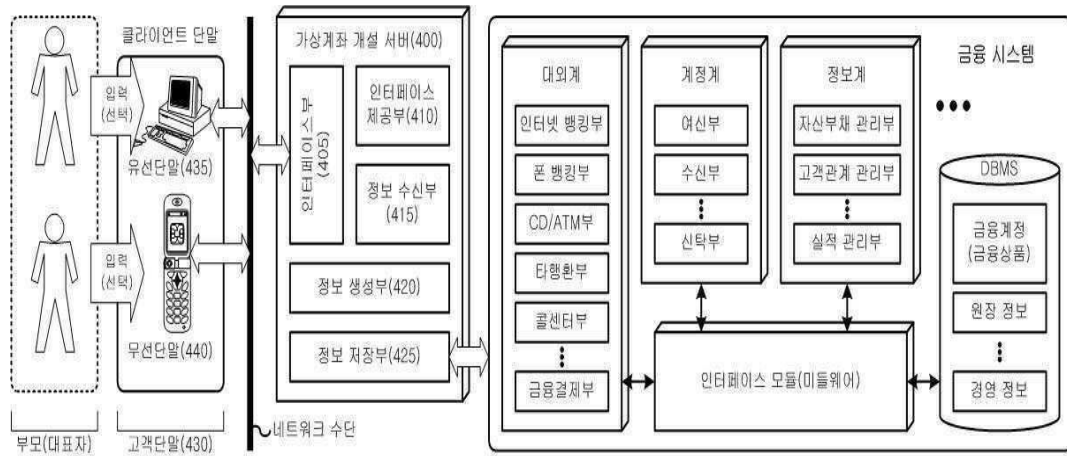 클라이언트 단말
입력
(선택)
유선단말(435)
입력
(선택)
무선단말(440)
부모(대표자)
고객단말(430)
네트워크 수단
가상계좌 개설 서버(400)
인터페이스부
(405)
인터페이스
제공부(410)
정보 수신부
(415)
정보 생성부(420)
정보 저장부(425)
금융 시스템
대외계
인터넷 뱅킹부
폰 뱅킹부
CD/ATM부
타행환부
콜센터부
금융결제부
계정계
여신부
수신부
신탁부
정보계
자산부채 관리부
고객관계 관리부
실적 관리부
인터페이스 모듈(미들웨어)
DBMS
금융계정
(금융상품)
원장 정보
경영 정보